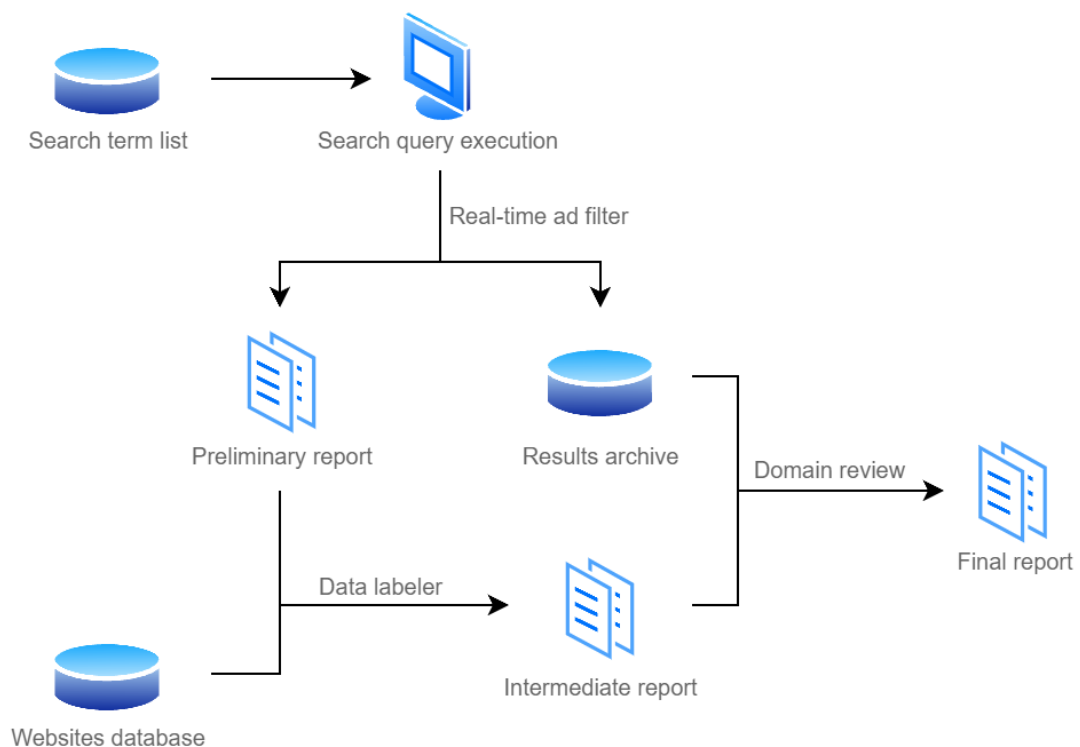 Search term list
Search query execution
Real-time ad filter
Preliminary report
Results archive
Domain review
Final report
Data labeler
Intermediate report
Websites database